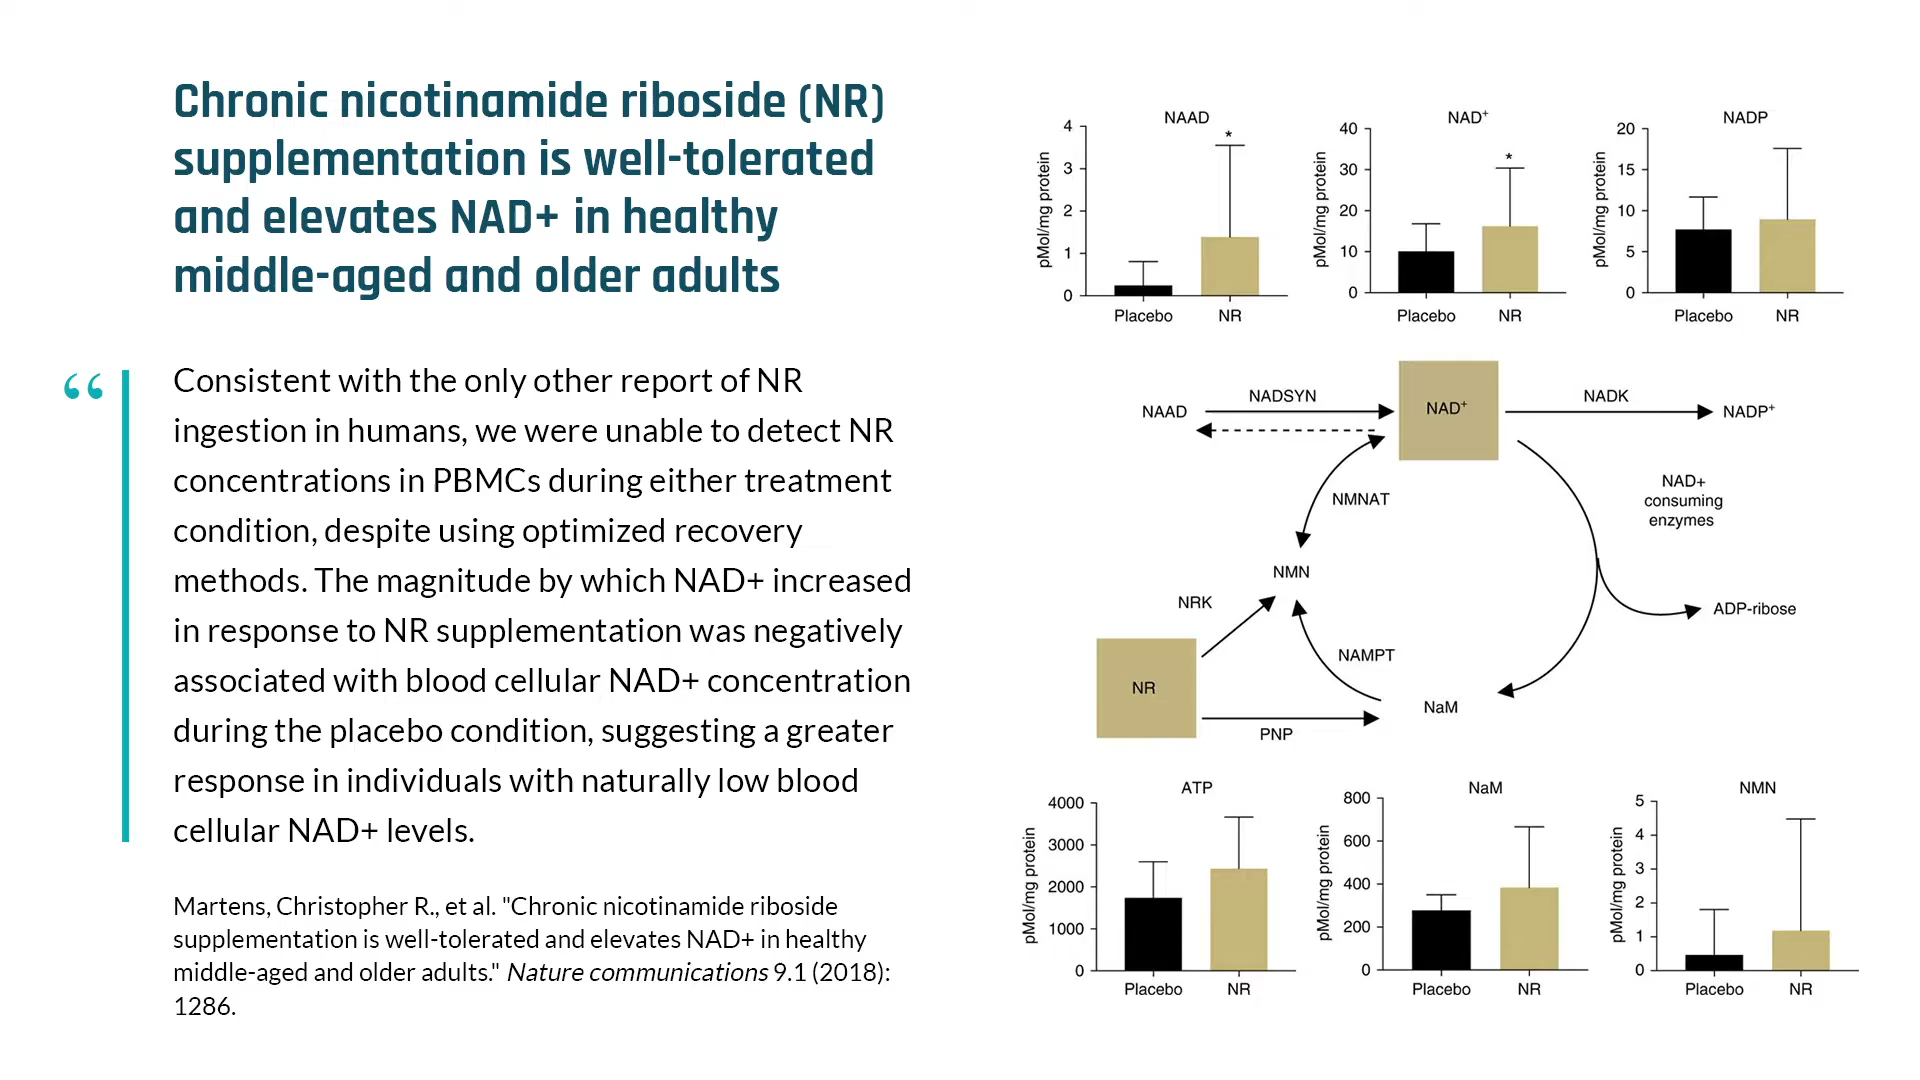 Chronic nicotinamide riboside (NR)
supplementation is well-tolerated
and elevates NAD+ in healthy
middle-aged and older adults
“
Consistent with the only other report of NR
ingestion in humans, we were unable to detect NR
concentrations in PBMCs during either treatment
condition, despite using optimized recovery
methods. The magnitude by which NAD+ increased
in response to NR supplementation was negatively
associated with blood cellular NAD+ concentration
during the placebo condition, suggesting a greater
response in individuals with naturally low blood
cellular NAD+ levels.
Martens, Christopher R., et al. "Chronic nicotinamide riboside
supplementation is well-tolerated and elevates NAD+ in healthy
middle-aged and older adults." Nature communications 9.1 (2018):
1286.
NAAD
pMol/mg protein
4
3
2
1
0
*
Placebo NR
NAD⁺
pMol/mg protein
40
30
20
10
0
*
Placebo NR
NADP
pMol/mg protein
20
15
10
5
0
Placebo NR
NAAD
NADSYN
NAD⁺
NADK
NADP⁺
NMNAT
NAD+
consuming
enzymes
NMN
NRK
ADP-ribose
NAMPT
NR
NaM
PNP
ATP
pMol/mg protein
4000
3000
2000
1000
0
Placebo NR
NaM
pMol/mg protein
800
600
400
200
0
Placebo NR
NMN
pMol/mg protein
5
4
3
2
1
0
Placebo NR